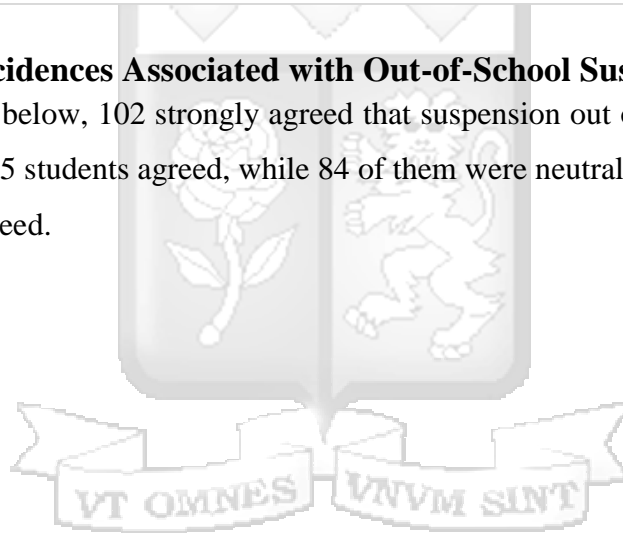 cidences Associated with Out-of-School Sus
below, 102 strongly agreed that suspension out
5 students agreed, while 84 of them were neutral
eed.
VT OMNES VNVM SINT